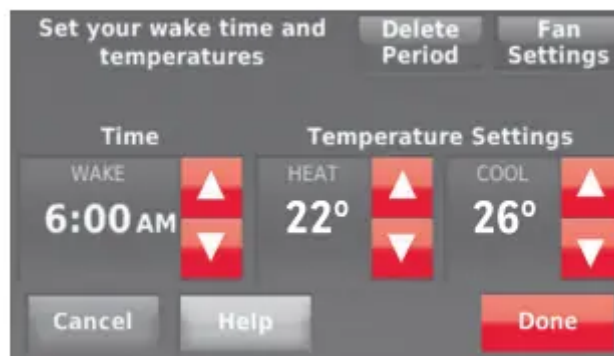 Set your wake time and
temperatures
Delete
Period
Fan
Settings
Time
Temperature Settings
WAKE
6:00 AM
HEAT
22°
COOL
26°
Cancel
Help
Done